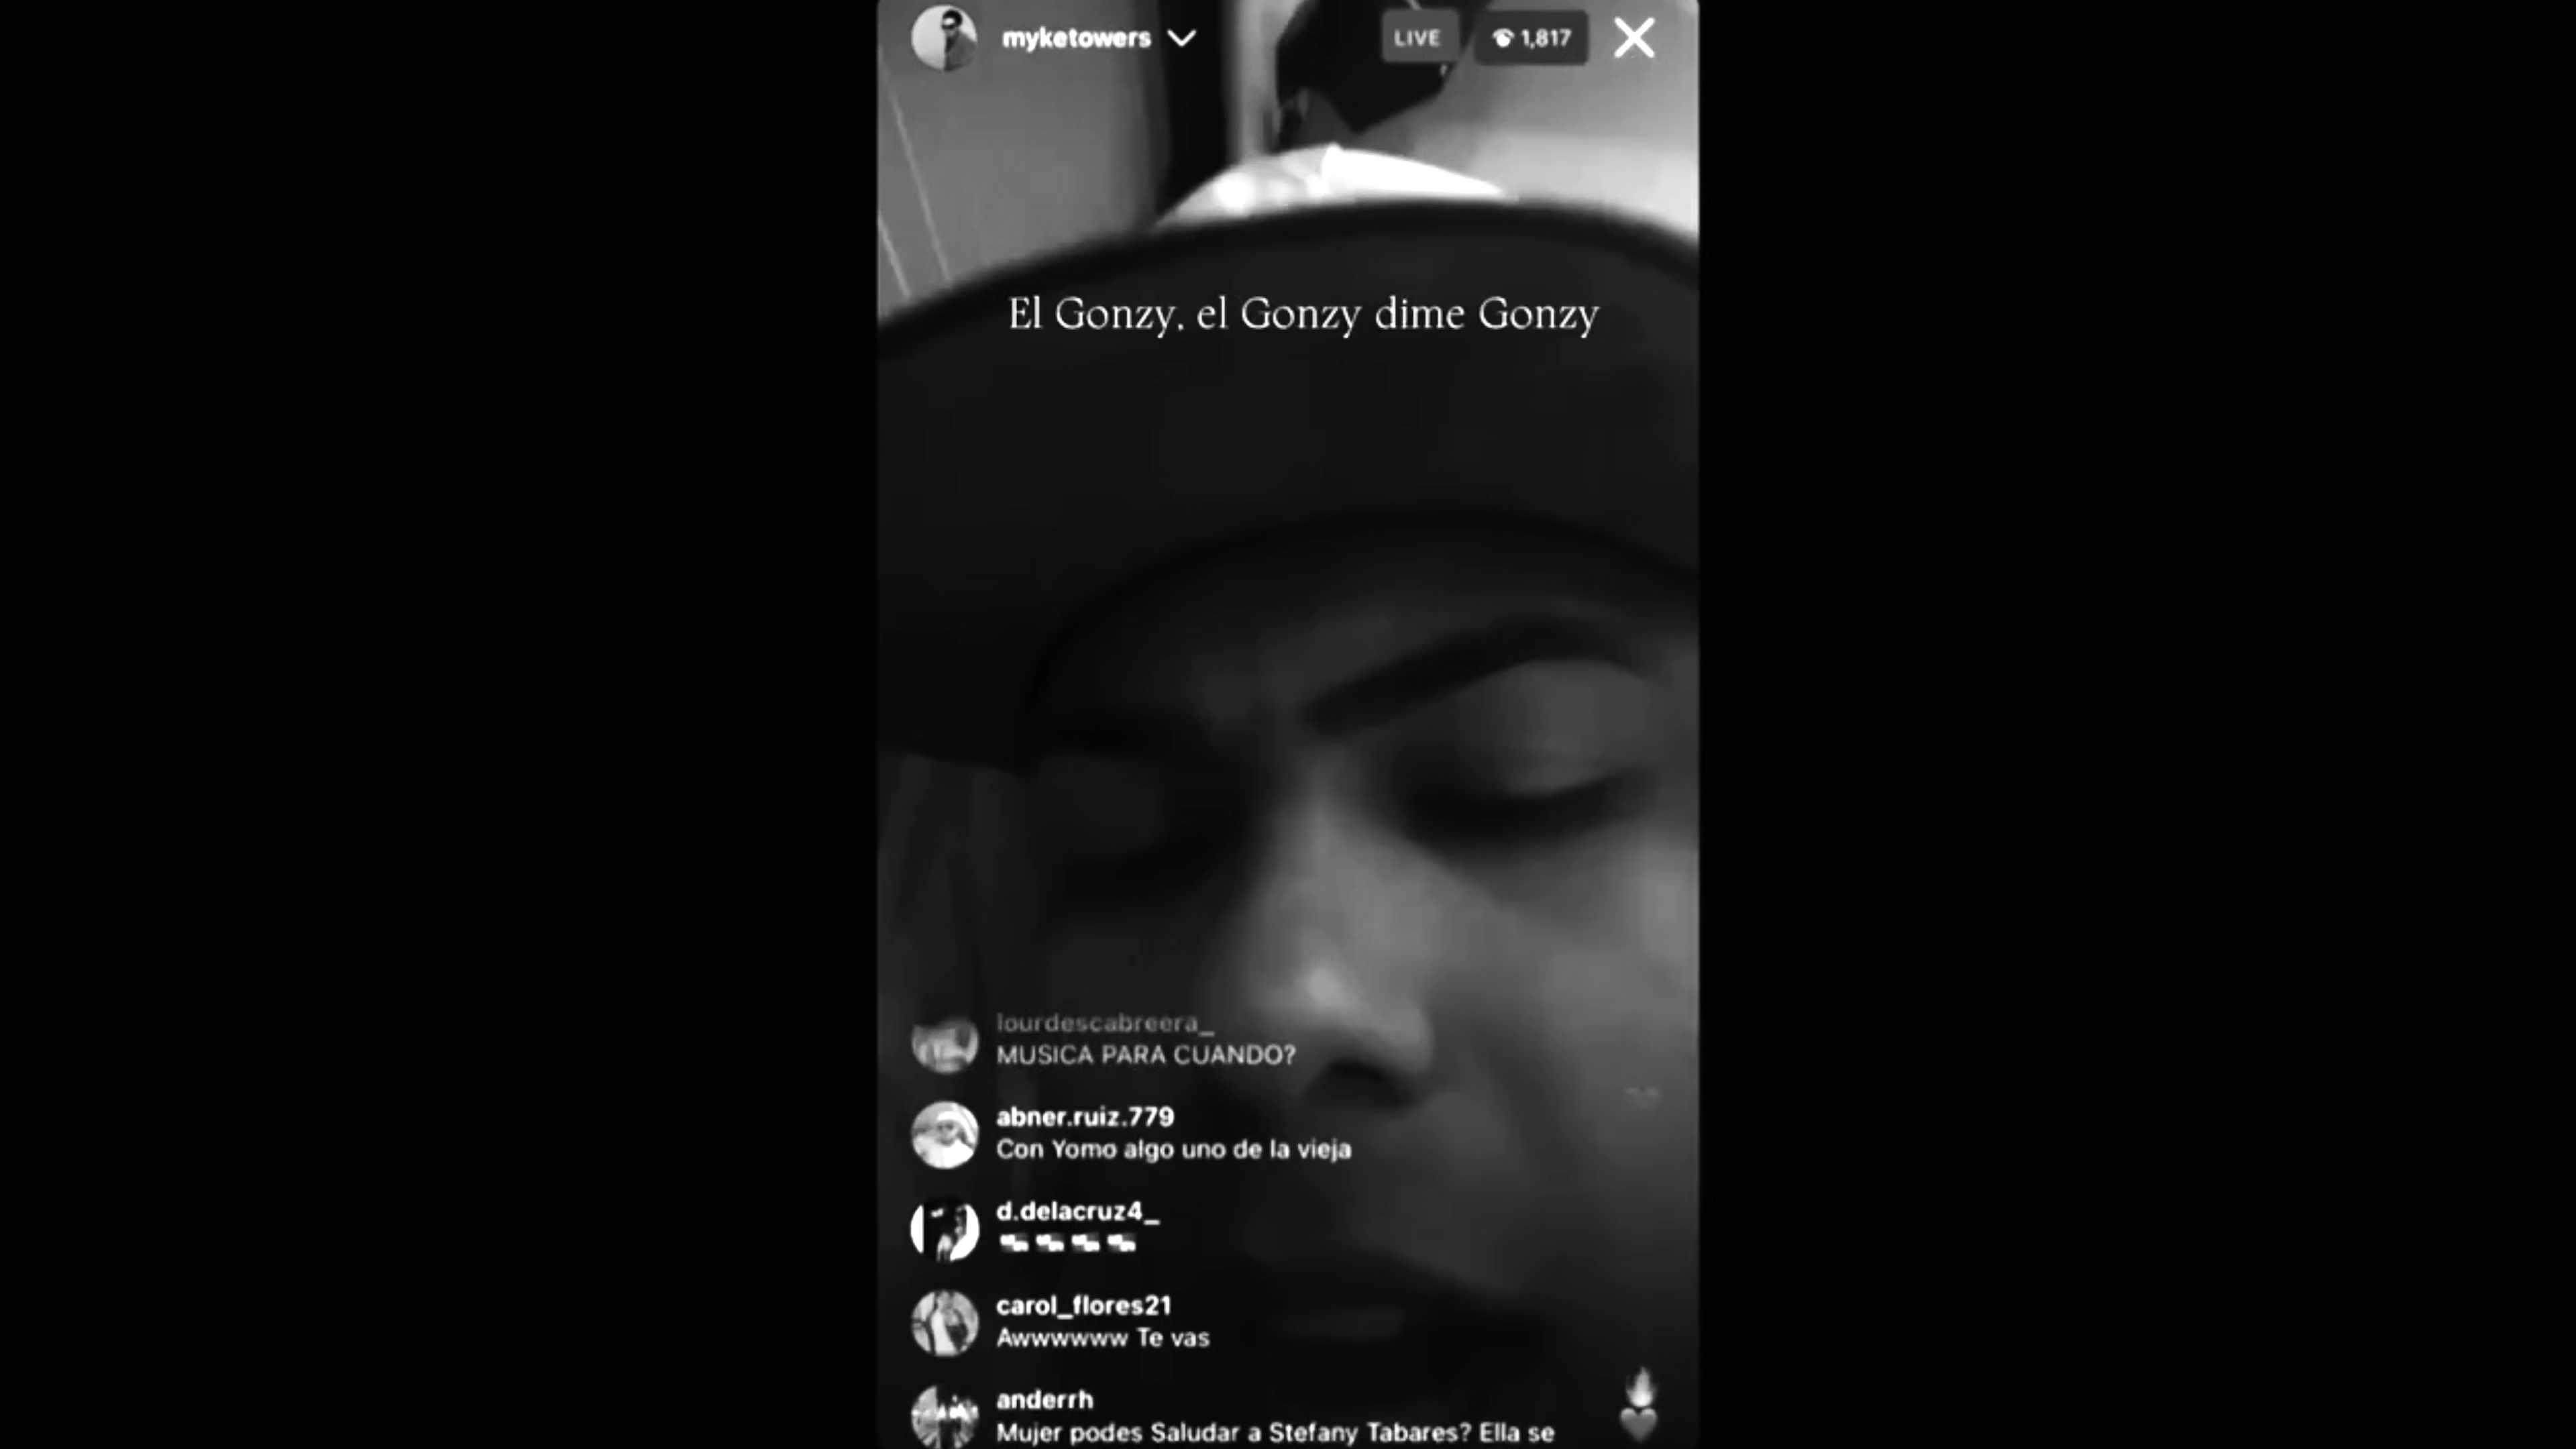 myketowers
LIVE
1,817
El Gonzy, el Gonzy dime Gonzy
lourdescabreera_
MUSICA PARA CUANDO?
abner.ruiz.779
Con Yomo algo uno de la vieja
d.delacruz4_
carol_flores21
Awwwwww Te vas
anderrh
Mujer podes Saludar a Stefany Tabares? Ella se